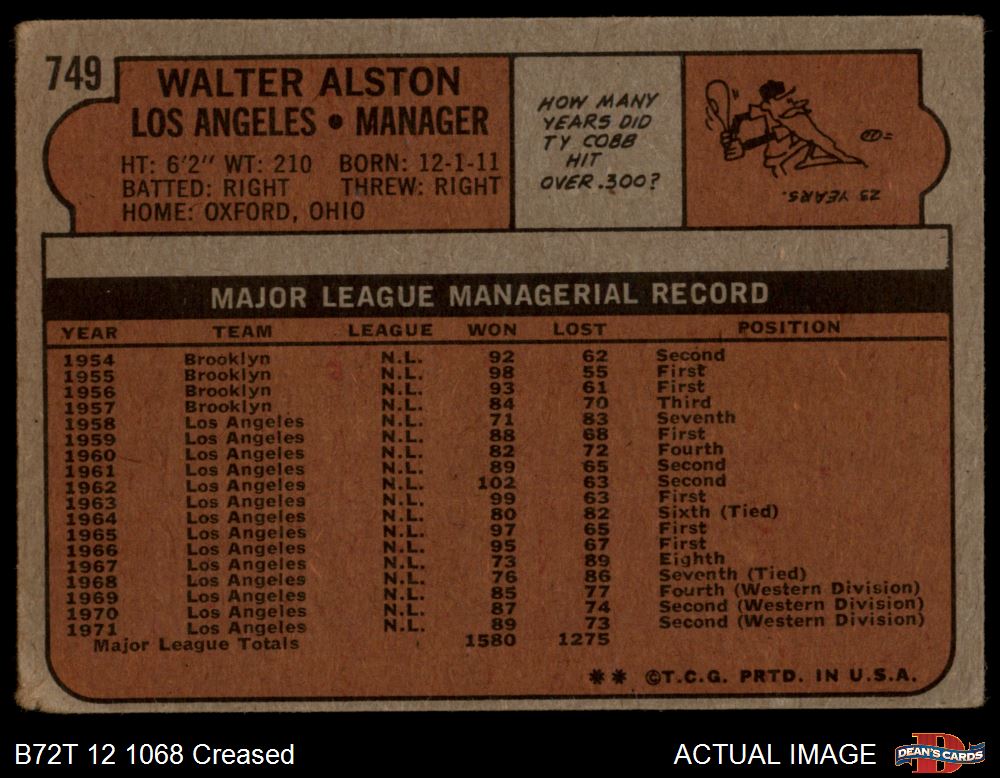 749
WALTER ALSTON
LOS ANGELES • MANAGER
HT: 6'2" WT: 210 BORN: 12-1-11
BATTED: RIGHT THREW: RIGHT
HOME: OXFORD, OHIO
HOW MANY
YEARS DID
TY COBB
HIT
OVER .300?
23 YEARS.
MAJOR LEAGUE MANAGERIAL RECORD
YEAR TEAM LEAGUE WON LOST POSITION
1954 Brooklyn N.L. 92 62 Second
1955 Brooklyn N.L. 98 55 First
1956 Brooklyn N.L. 93 61 First
1957 Brooklyn N.L. 84 70 Third
1958 Los Angeles N.L. 71 83 Seventh
1959 Los Angeles N.L. 88 68 First
1960 Los Angeles N.L. 82 72 Fourth
1961 Los Angeles N.L. 89 65 Second
1962 Los Angeles N.L. 102 63 Second
1963 Los Angeles N.L. 99 63 First
1964 Los Angeles N.L. 80 82 Sixth (Tied)
1965 Los Angeles N.L. 97 65 First
1966 Los Angeles N.L. 95 67 First
1967 Los Angeles N.L. 73 89 Eighth
1968 Los Angeles N.L. 76 86 Seventh (Tied)
1969 Los Angeles N.L. 85 77 Fourth (Western Division)
1970 Los Angeles N.L. 87 74 Second (Western Division)
1971 Los Angeles N.L. 89 73 Second (Western Division)
Major League Totals 1580 1275
** ©T.C.G. PRTD. IN U.S.A.
B72T 12 1068 Creased
ACTUAL IMAGE
DEAN'S CARDS